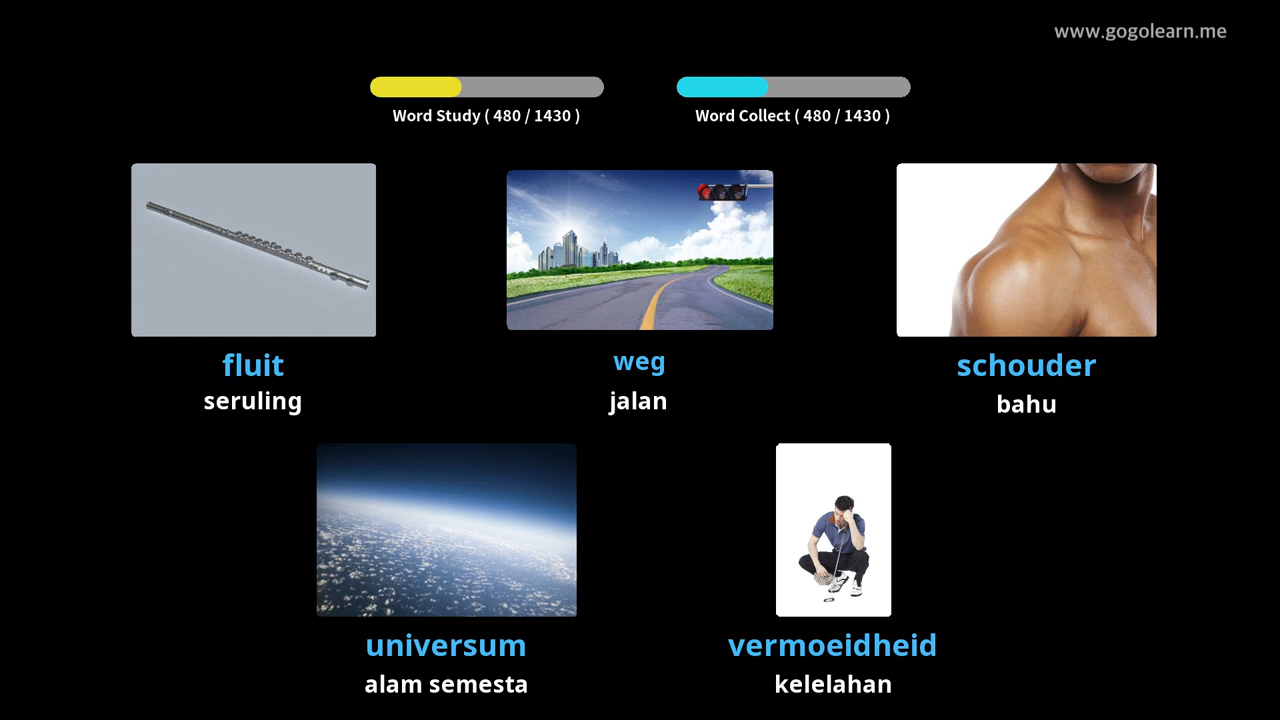 www.gogolearn.me
Word Study ( 480 / 1430 )
Word Collect ( 480 / 1430 )
fluit
seruling
weg
jalan
schouder
bahu
universum
alam semesta
vermoeidheid
kelelahan